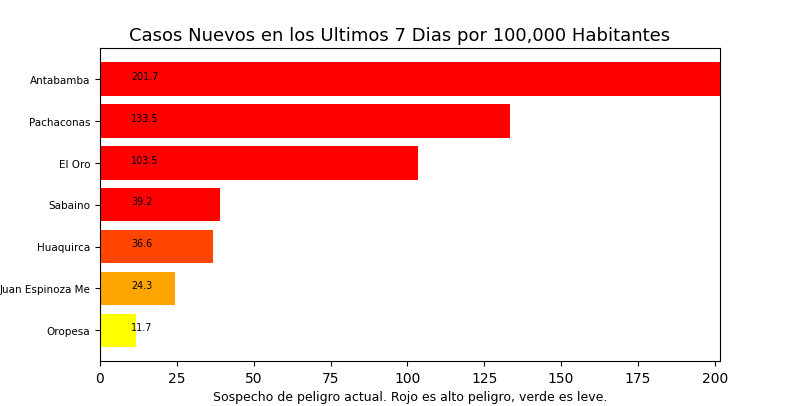 Casos Nuevos en los Ultimos 7 Dias por 100,000 Habitantes
Antabamba 201.7
Pachaconas 133.5
El Oro 103.5
Sabaino 39.2
Huaquirca 36.6
Juan Espinoza Me 24.3
Oropesa 11.7
0 25 50 75 100 125 150 175 200
Sospecho de peligro actual. Rojo es alto peligro, verde es leve.